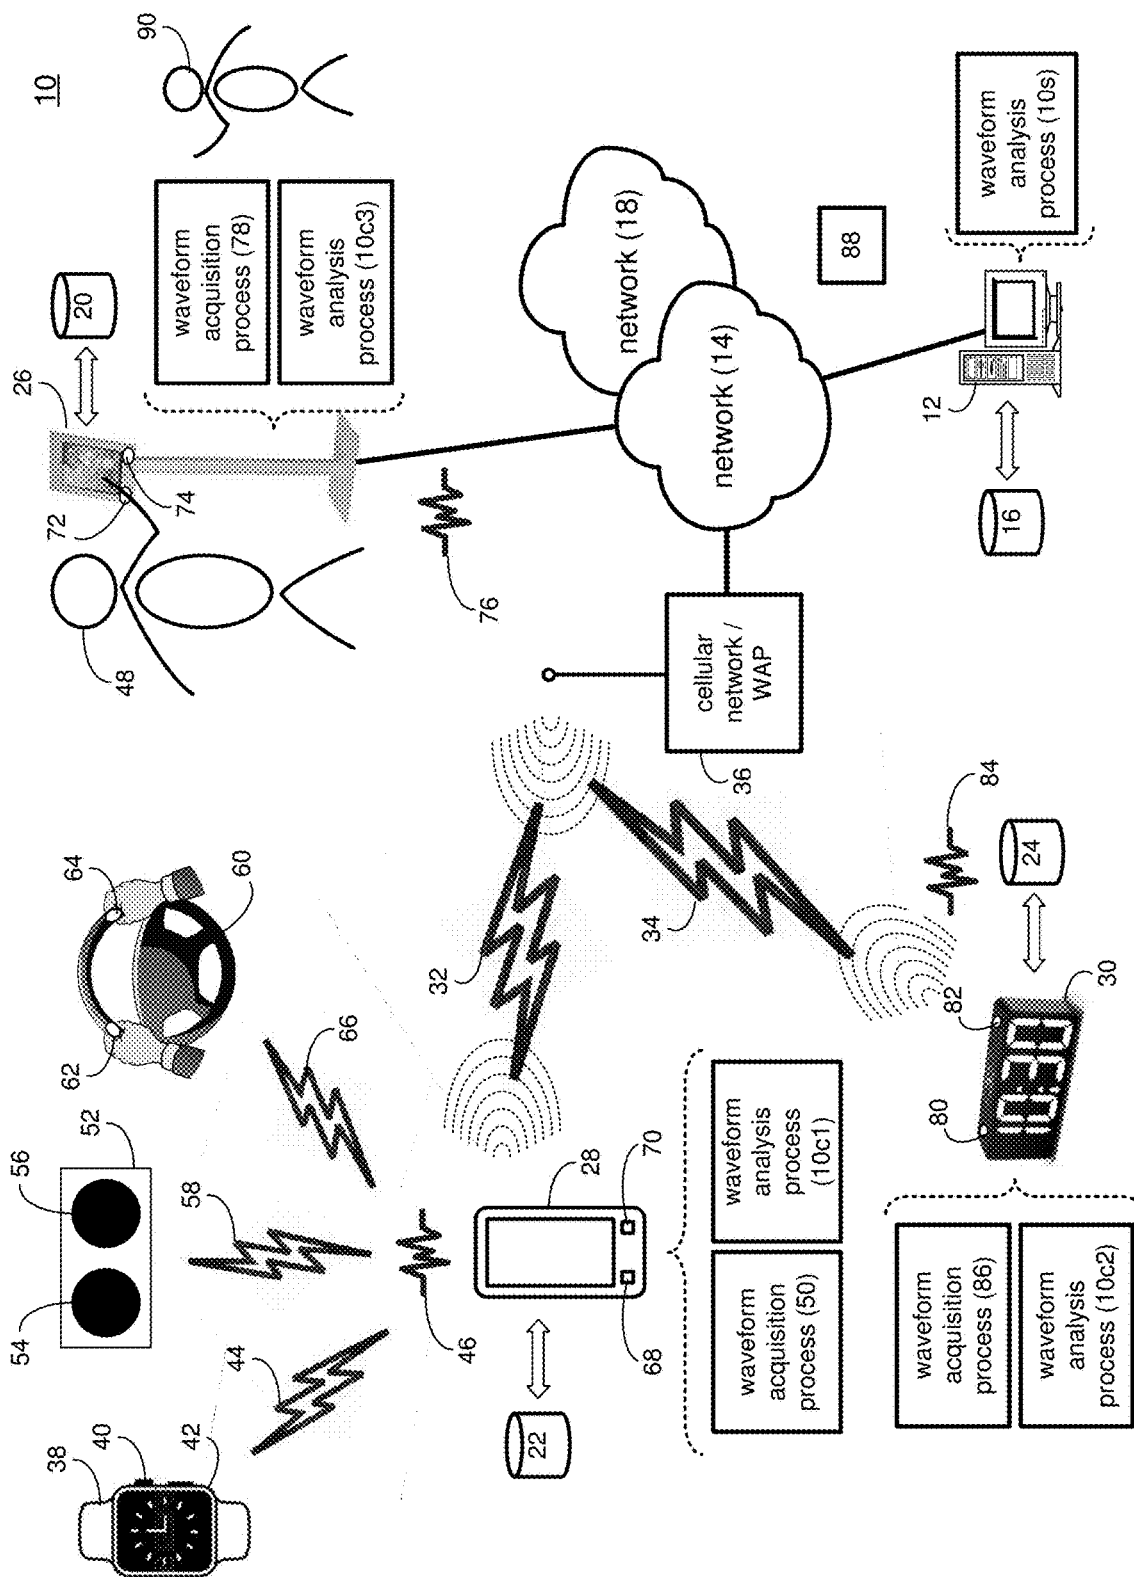 10
38
40
42
44
54
56
52
58
62
64
60
66
46
22
28
68
70
waveform
acquisition
process (50)
waveform
analysis
process
(10c1)
32
34
36
cellular
network /
WAP
48
72
74
26
20
76
waveform
acquisition
process (78)
waveform
analysis
process (10c3)
90
network (18)
network (14)
88
12
16
waveform
analysis
process (10s)
84
24
80
82
30
10:20
waveform
acquisition
process (86)
waveform
analysis
process (10c2)